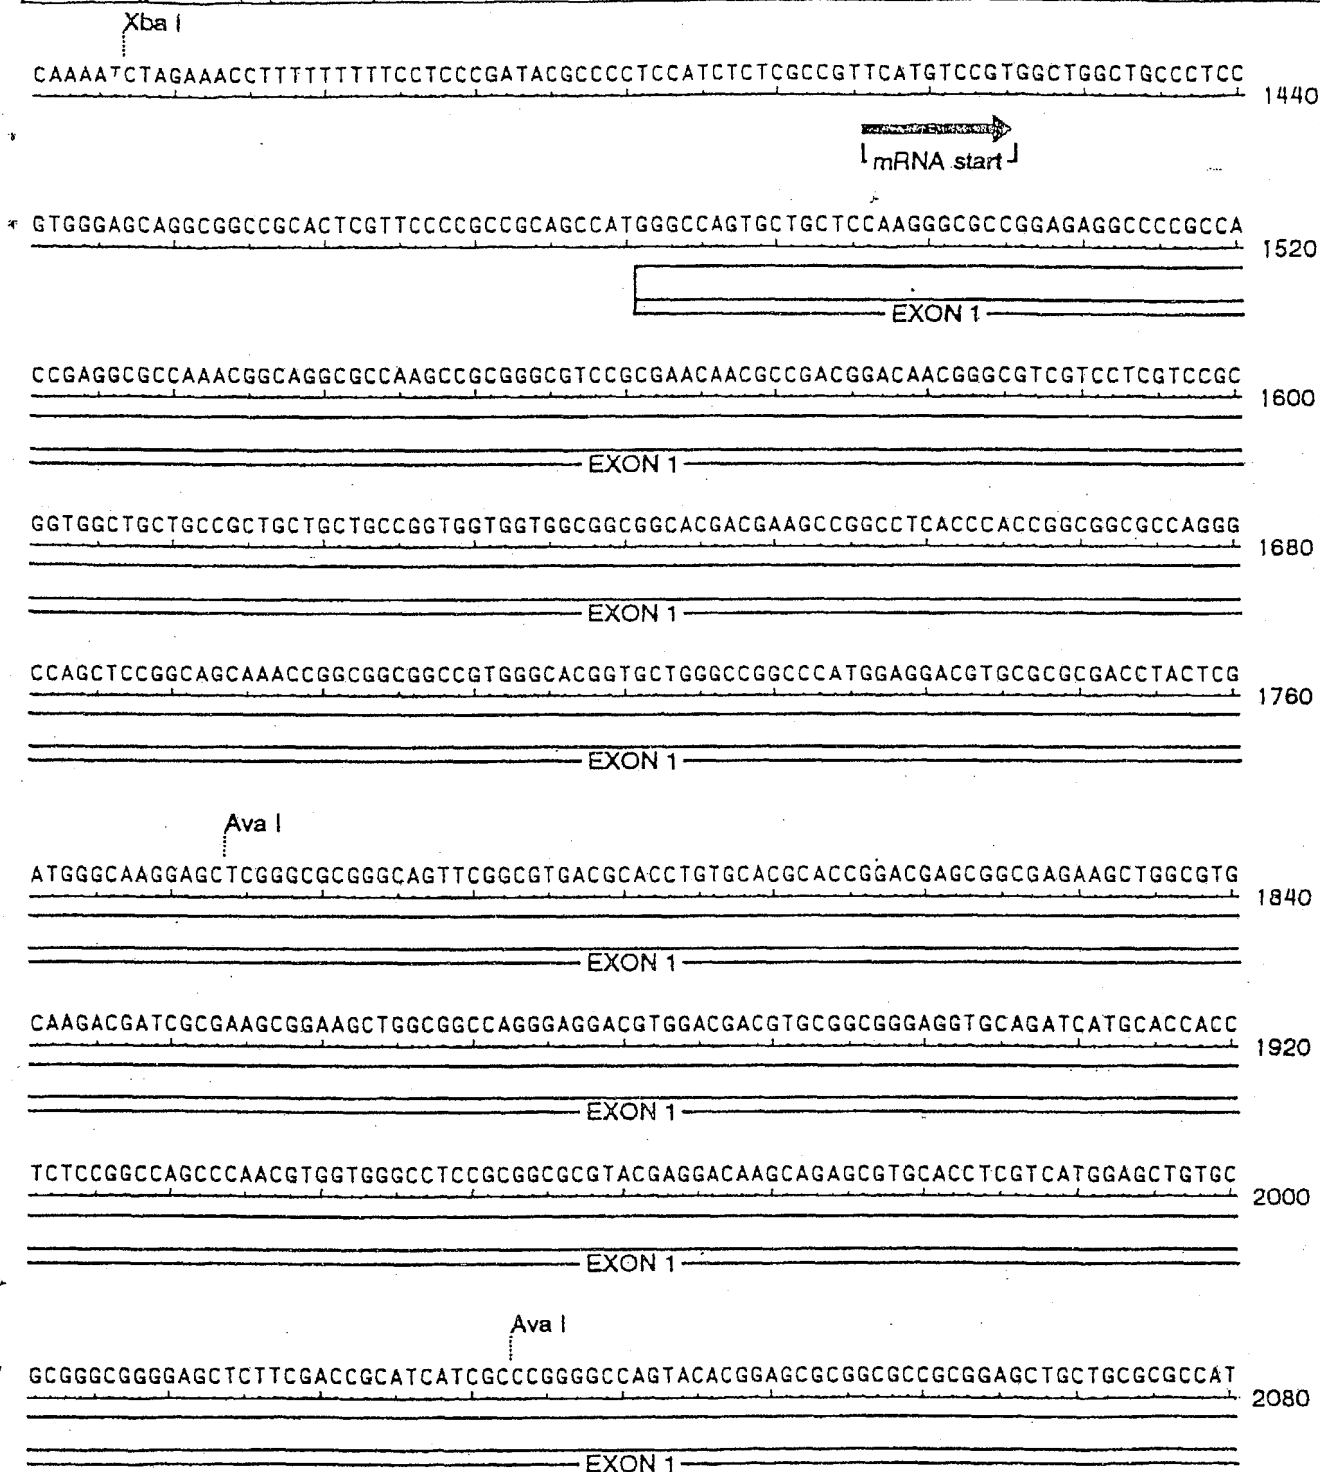 Xba I
CAAAATCTAGAAACCTTTTTTTTTCCTCCCGATACGCCCCTCCATCTCTCGCCGTTCATGTCCGTGGCTGGCTGCCCTCC
1440
mRNA start
GTGGGAGCAGGCGGCCGCACTCGTTCCCCGCCGCAGCCATGGGCCAGTGCTGCTCCAAGGGCGCCGGAGAGGCCCCGCCA
1520
EXON 1
CCGAGGCGCCAAACGGCAGGCGCCAAGCCGCGGGCGTCCGCGAACAACGCCGACGGACAACGGGCGTCGTCCTCGTCCGC
1600
EXON 1
GGTGGCTGCTGCCGCTGCTGCTGCCGGTGGTGGTGGCGGCGGCACGACGAAGCCGGCCTCACCCACCGGCGGCGCCAGGG
1680
EXON 1
CCAGCTCCGGCAGCAAACCGGCGGCGGCCGTGGGCACGGTGCTGGGCCGGCCCATGGAGGACGTGCGCGCGACCTACTCG
1760
EXON 1
Ava I
ATGGGCAAGGAGCTCGGGCGCGGGCAGTTCGGCGTGACGCACCTGTGCACGCACCGGACGAGCGGCGAGAAGCTGGCGTG
1840
EXON 1
CAAGACGATCGCGAAGCGGAAGCTGGCGGCCAGGGAGGACGTGGACGACGTGCGGCGGGAGGTGCAGATCATGCACCACC
1920
EXON 1
TCTCCGGCCAGCCCAACGTGGTGGGCCTCCGCGGCGCGTACGAGGACAAGCAGAGCGTGCACCTCGTCATGGAGCTGTGC
2000
EXON 1
Ava I
GCGGGCGGGGAGCTCTTCGACCGCATCATCGCCCGGGGCCAGTACACGGAGCGCGGCGCCGCGGAGCTGCTGCGCGCCAT
2080
EXON 1